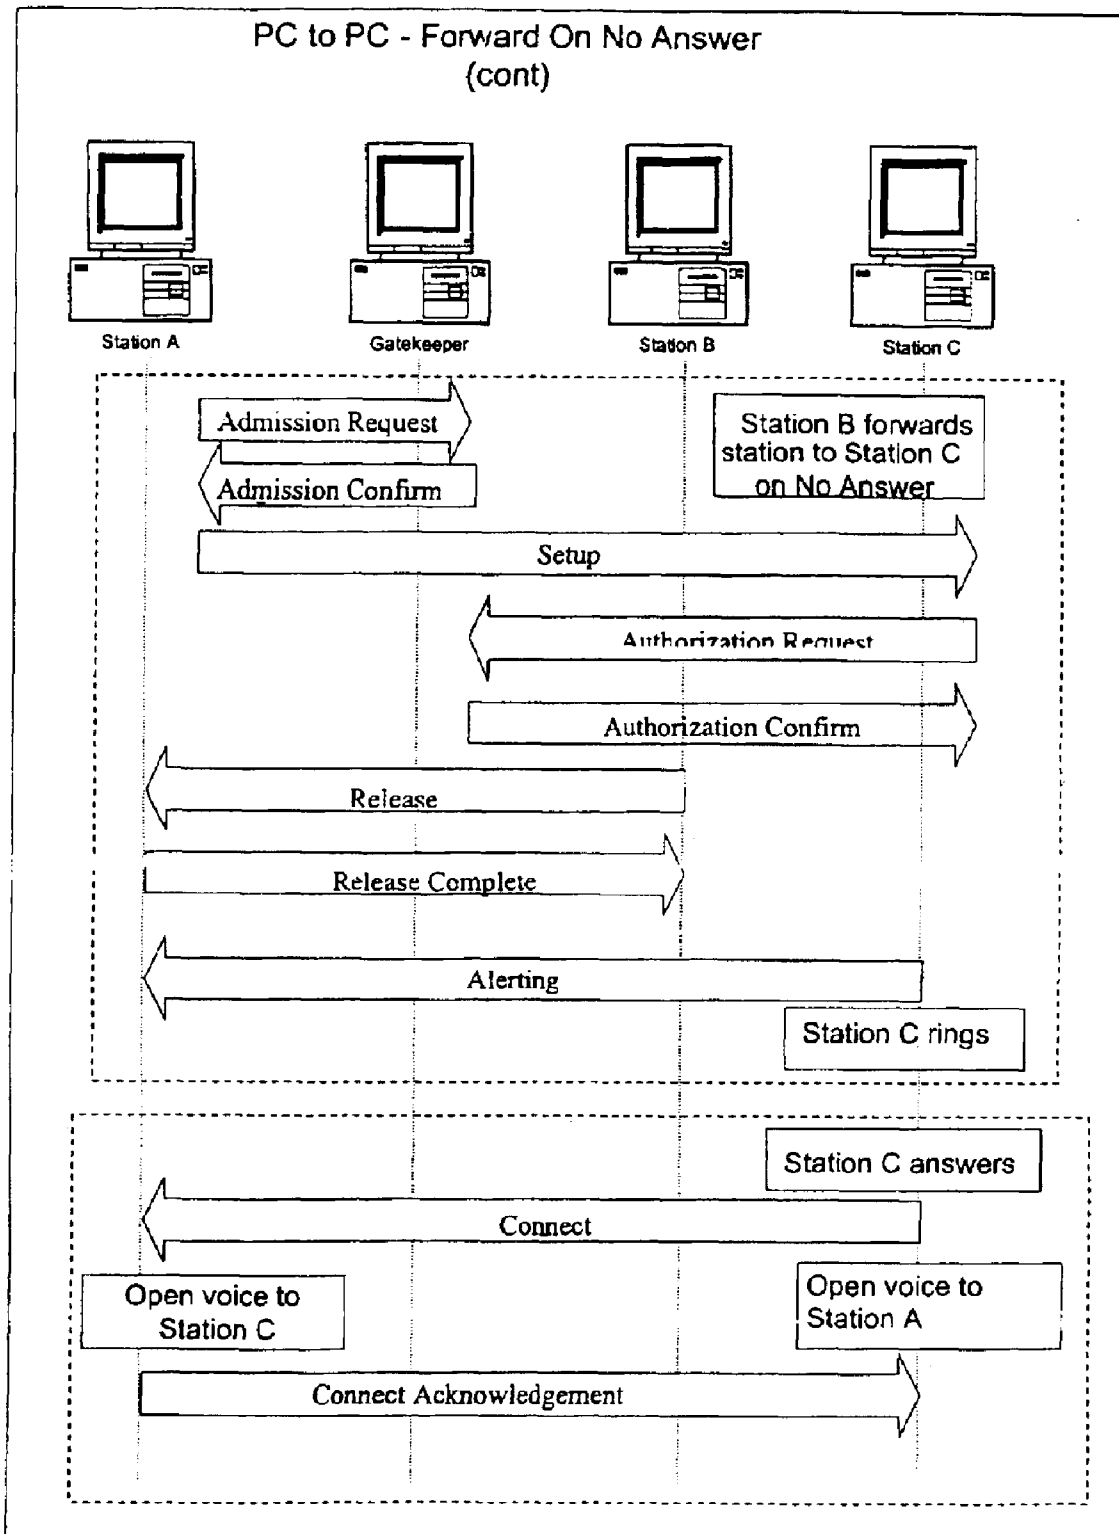 PC to PC - Forward On No Answer
(cont)
Station A
Gatekeeper
Station B
Station C
Admission Request
Station B forwards
station to Station C
on No Answer
Admission Confirm
Setup
Authorization Request
Authorization Confirm
Release
Release Complete
Alerting
Station C rings
Station C answers
Connect
Open voice to
Station C
Open voice to
Station A
Connect Acknowledgement